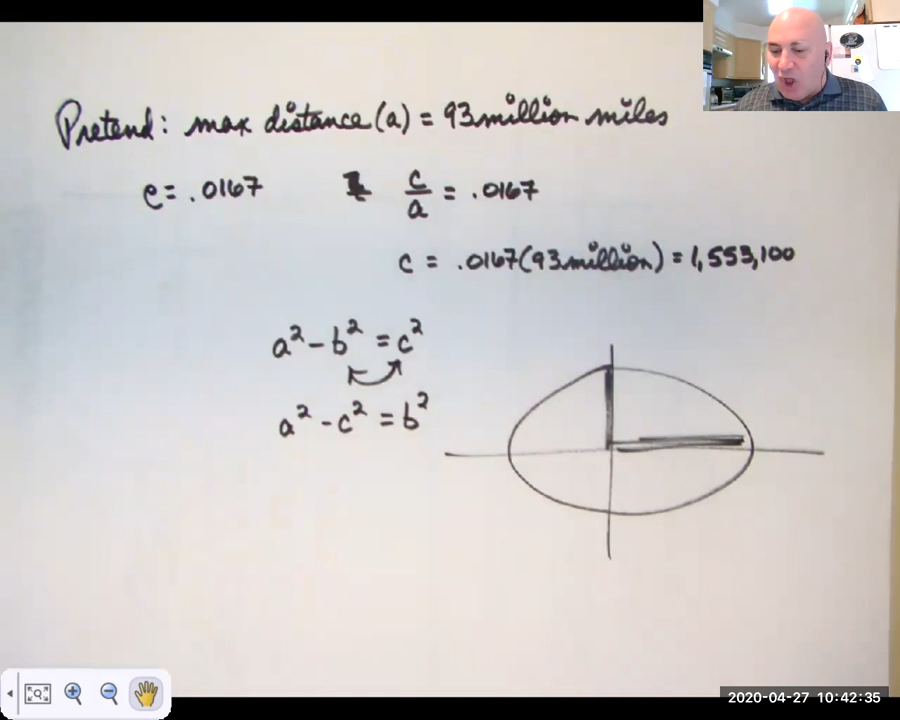 Pretend: max distance (a) = 93 million miles
e = .0167 c/a = .0167
c = .0167(93 million) = 1,553,100
a² - b² = c²
a² - c² = b²
2020-04-27 10:42:35